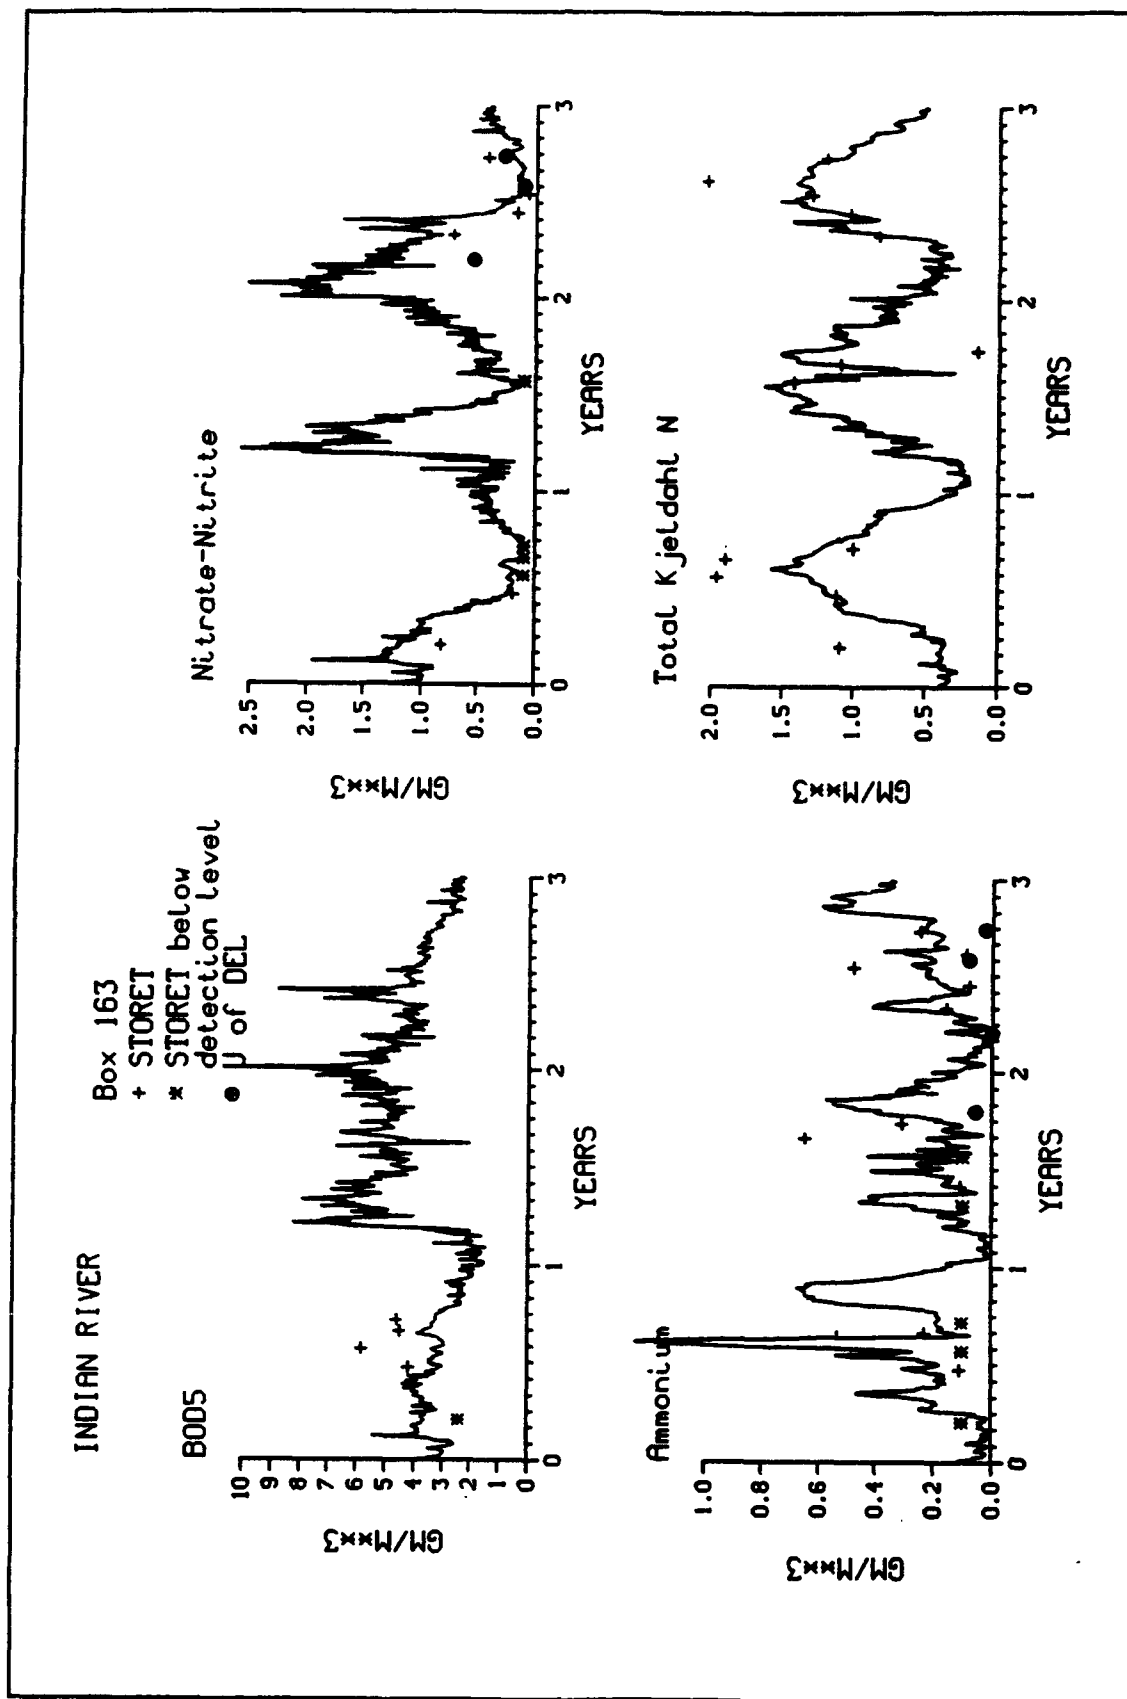 INDIAN RIVER
Box 163
+ STORET
* STORET below
detection level
● U of DEL
BOD5
10
9
8
7
6
5
4
3
2
1
0
GM/M**3
0 1 2 3
YEARS
Nitrate-Nitrite
2.5
2.0
1.5
1.0
0.5
0.0
GM/M**3
0 1 2 3
YEARS
Ammonium
1.0
0.8
0.6
0.4
0.2
0.0
GM/M**3
0 1 2 3
YEARS
Total Kjeldahl N
2.0
1.5
1.0
0.5
0.0
GM/M**3
0 1 2 3
YEARS